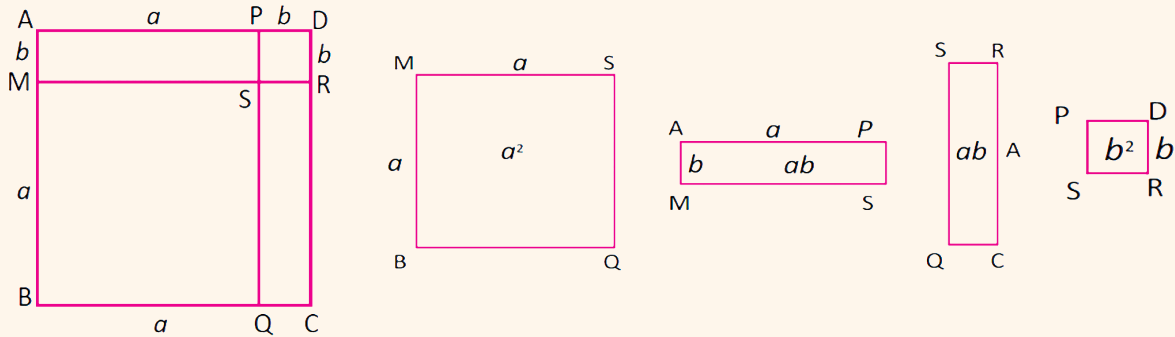 A a P b D
b b
M R
S
a
B Q C
a
M a S
a a²
B Q
A a P
b ab
M S
S R
ab A
Q C
P D
b² b
S R